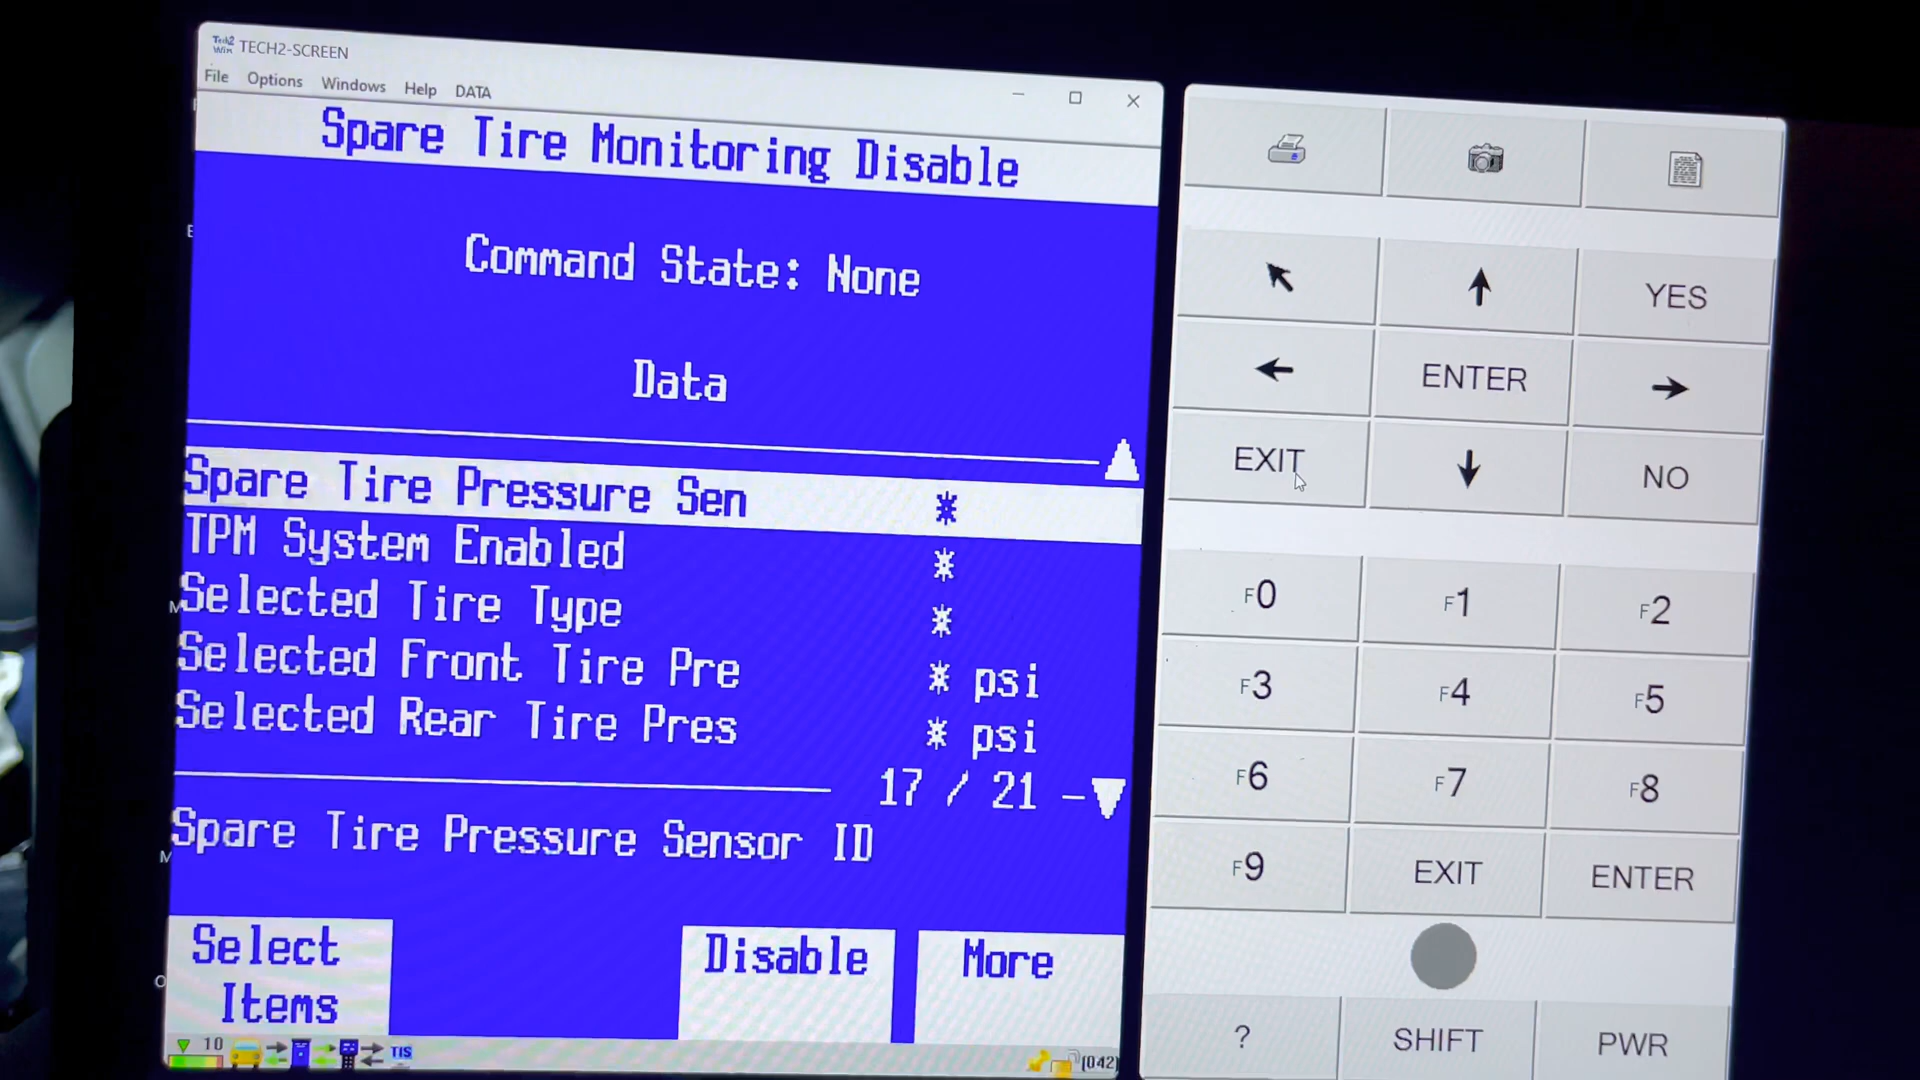 Tech2 Win TECH2-SCREEN
File Options Windows Help DATA
Spare Tire Monitoring Disable
Command State: None
Data
Spare Tire Pressure Sen *
TPM System Enabled *
Selected Tire Type *
Selected Front Tire Pre * psi
Selected Rear Tire Pres * psi
17 / 21
Spare Tire Pressure Sensor ID
Select Items
Disable
More
10
TIS
[042]
YES
ENTER
EXIT
NO
F0 F1 F2
F3 F4 F5
F6 F7 F8
F9 EXIT ENTER
? SHIFT PWR